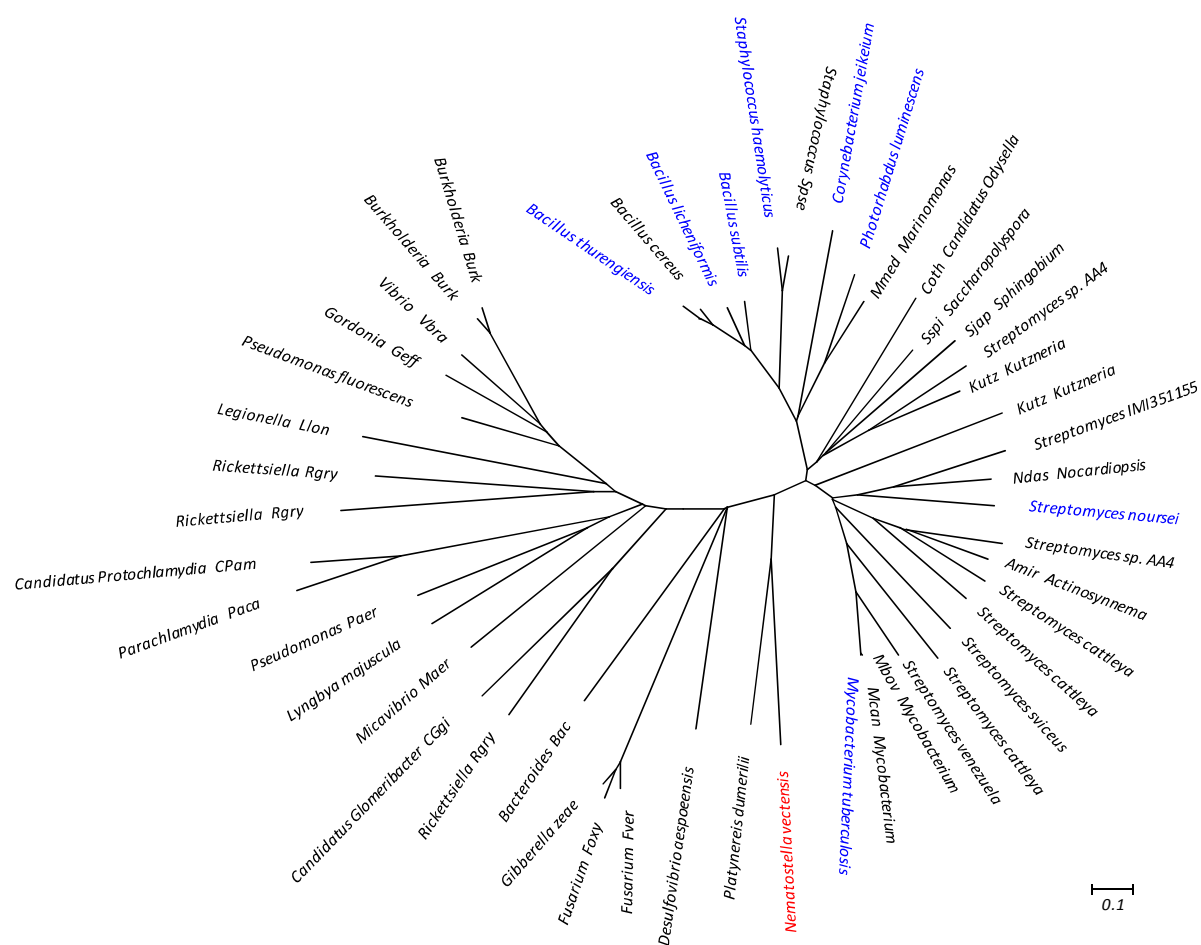 Staphylococcus haemolyticus
Staphylococcus Spse
Corynebacterium jeikeium
Photorhabdus luminescens
Mmed Marinomonas
Coth Candidatus Odysella
Sspi Saccharopolyspora
Sjap Sphingobium
Streptomyces sp. AA4
Kutz Kutzneria
Kutz Kutzneria
Streptomyces IMI351155
Ndas Nocardiopsis
Streptomyces noursei
Streptomyces sp. AA4
Amir Actinosynnema
Streptomyces cattleya
Streptomyces cattleya
Streptomyces sviceus
Streptomyces cattleya
Streptomyces venezuela
Mbov Mycobacterium
Mcan Mycobacterium
Mycobacterium tuberculosis
Nematostella vectensis
Platynereis dumerilii
Desulfovibrio aespoeensis
Fusarium Fver
Fusarium Foxy
Gibberella zeae
Bacteroides Bac
Rickettsiella Rgry
Candidatus Glomeribacter CGgi
Micavibrio Maer
Lyngbya majuscula
Pseudomonas Paer
Parachlamydia Paca
Candidatus Protochlamydia CPam
Rickettsiella Rgry
Rickettsiella Rgry
Legionella Llon
Pseudomonas fluorescens
Gordonia Geff
Vibrio Vbra
Burkholderia Burk
Burkholderia Burk
Bacillus thurengiensis
Bacillus cereus
Bacillus licheniformis
Bacillus subtilis
0.1